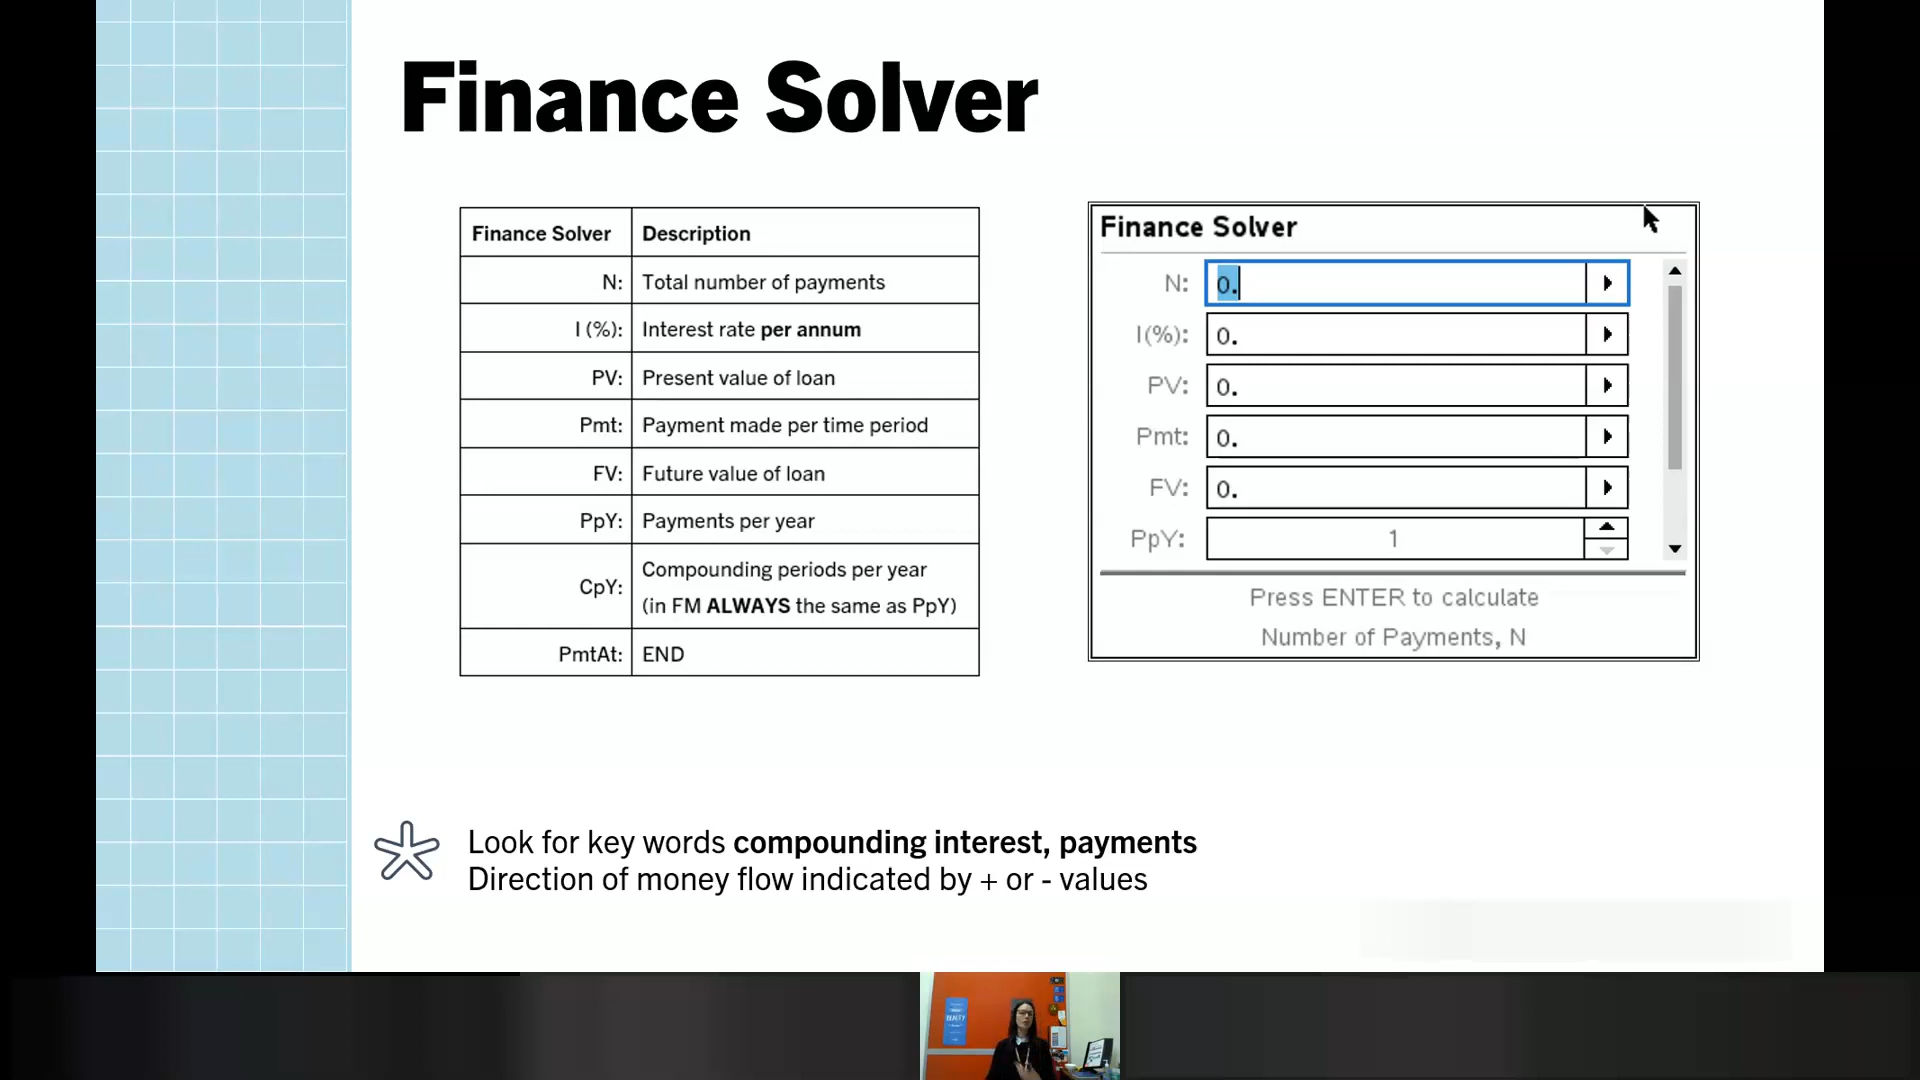 Finance Solver
Finance Solver Description
N: Total number of payments
I (%): Interest rate per annum
PV: Present value of loan
Pmt: Payment made per time period
FV: Future value of loan
PpY: Payments per year
CpY: Compounding periods per year
(in FM ALWAYS the same as PpY)
PmtAt: END
Finance Solver
N: 0.
I(%): 0.
PV: 0.
Pmt: 0.
FV: 0.
PpY: 1
Press ENTER to calculate
Number of Payments, N
Look for key words compounding interest, payments
Direction of money flow indicated by + or - values